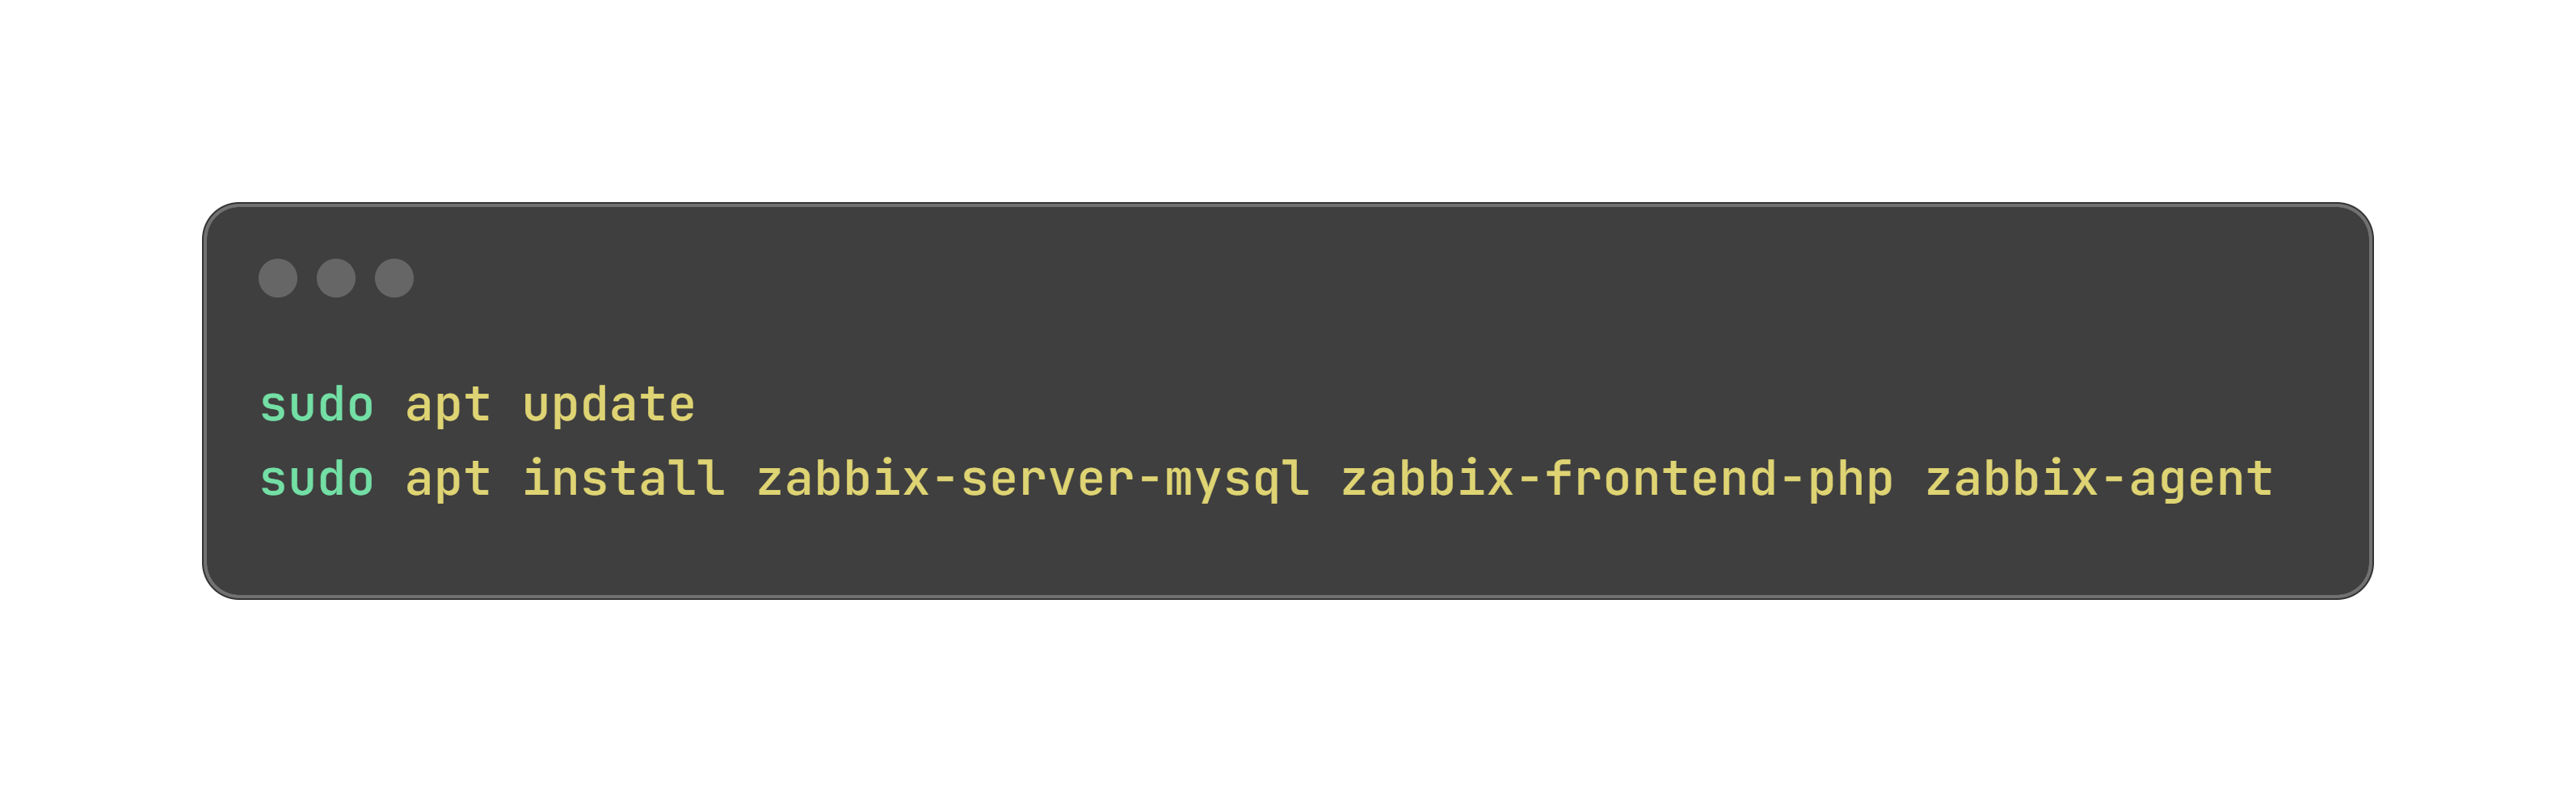 sudo apt update
sudo apt install zabbix-server-mysql zabbix-frontend-php zabbix-agent